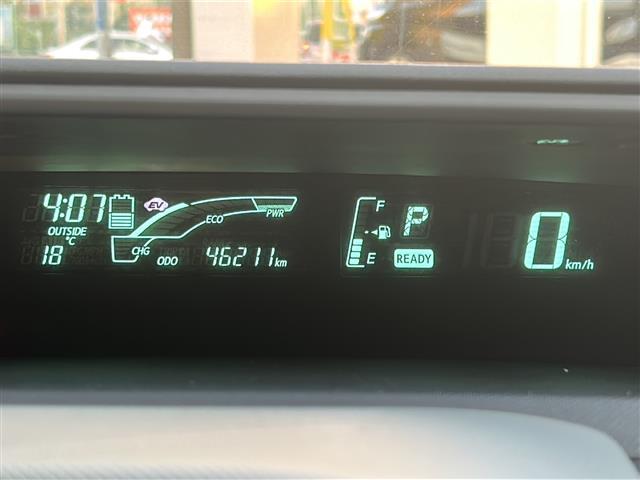 4:07
EV
ECO
PWR
OUTSIDE
°C
18
CHG
ODO
46211 km
F
E
P
READY
0 km/h